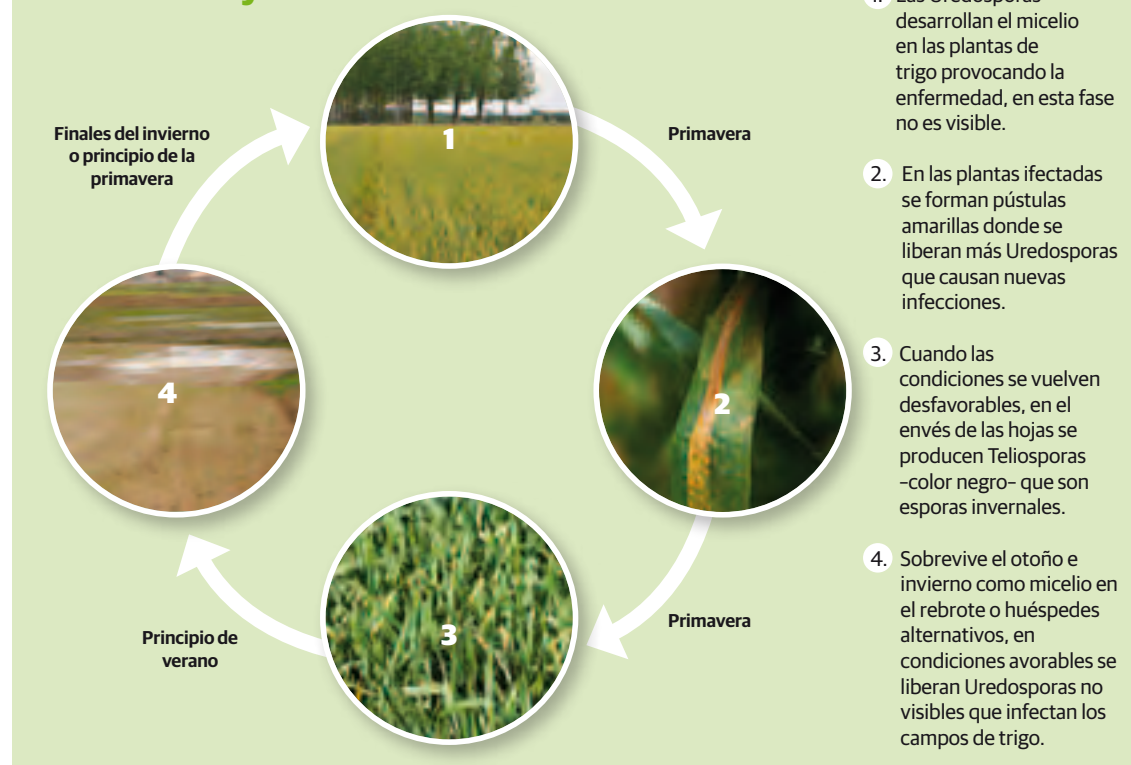 Finales del invierno
o principio de la
primavera
1
Primavera
2
Primavera
3
Principio de
verano
4
1. Las Uredosporas
desarrollan el micelio
en las plantas de
trigo provocando la
enfermedad, en esta fase
no es visible.
2. En las plantas ifectadas
se forman pústulas
amarillas donde se
liberan más Uredosporas
que causan nuevas
infecciones.
3. Cuando las
condiciones se vuelven
desfavorables, en el
envés de las hojas se
producen Teliosporas
–color negro– que son
esporas invernales.
4. Sobrevive el otoño e
invierno como micelio en
el rebrote o huéspedes
alternativos, en
condiciones avorables se
liberan Uredosporas no
visibles que infectan los
campos de trigo.